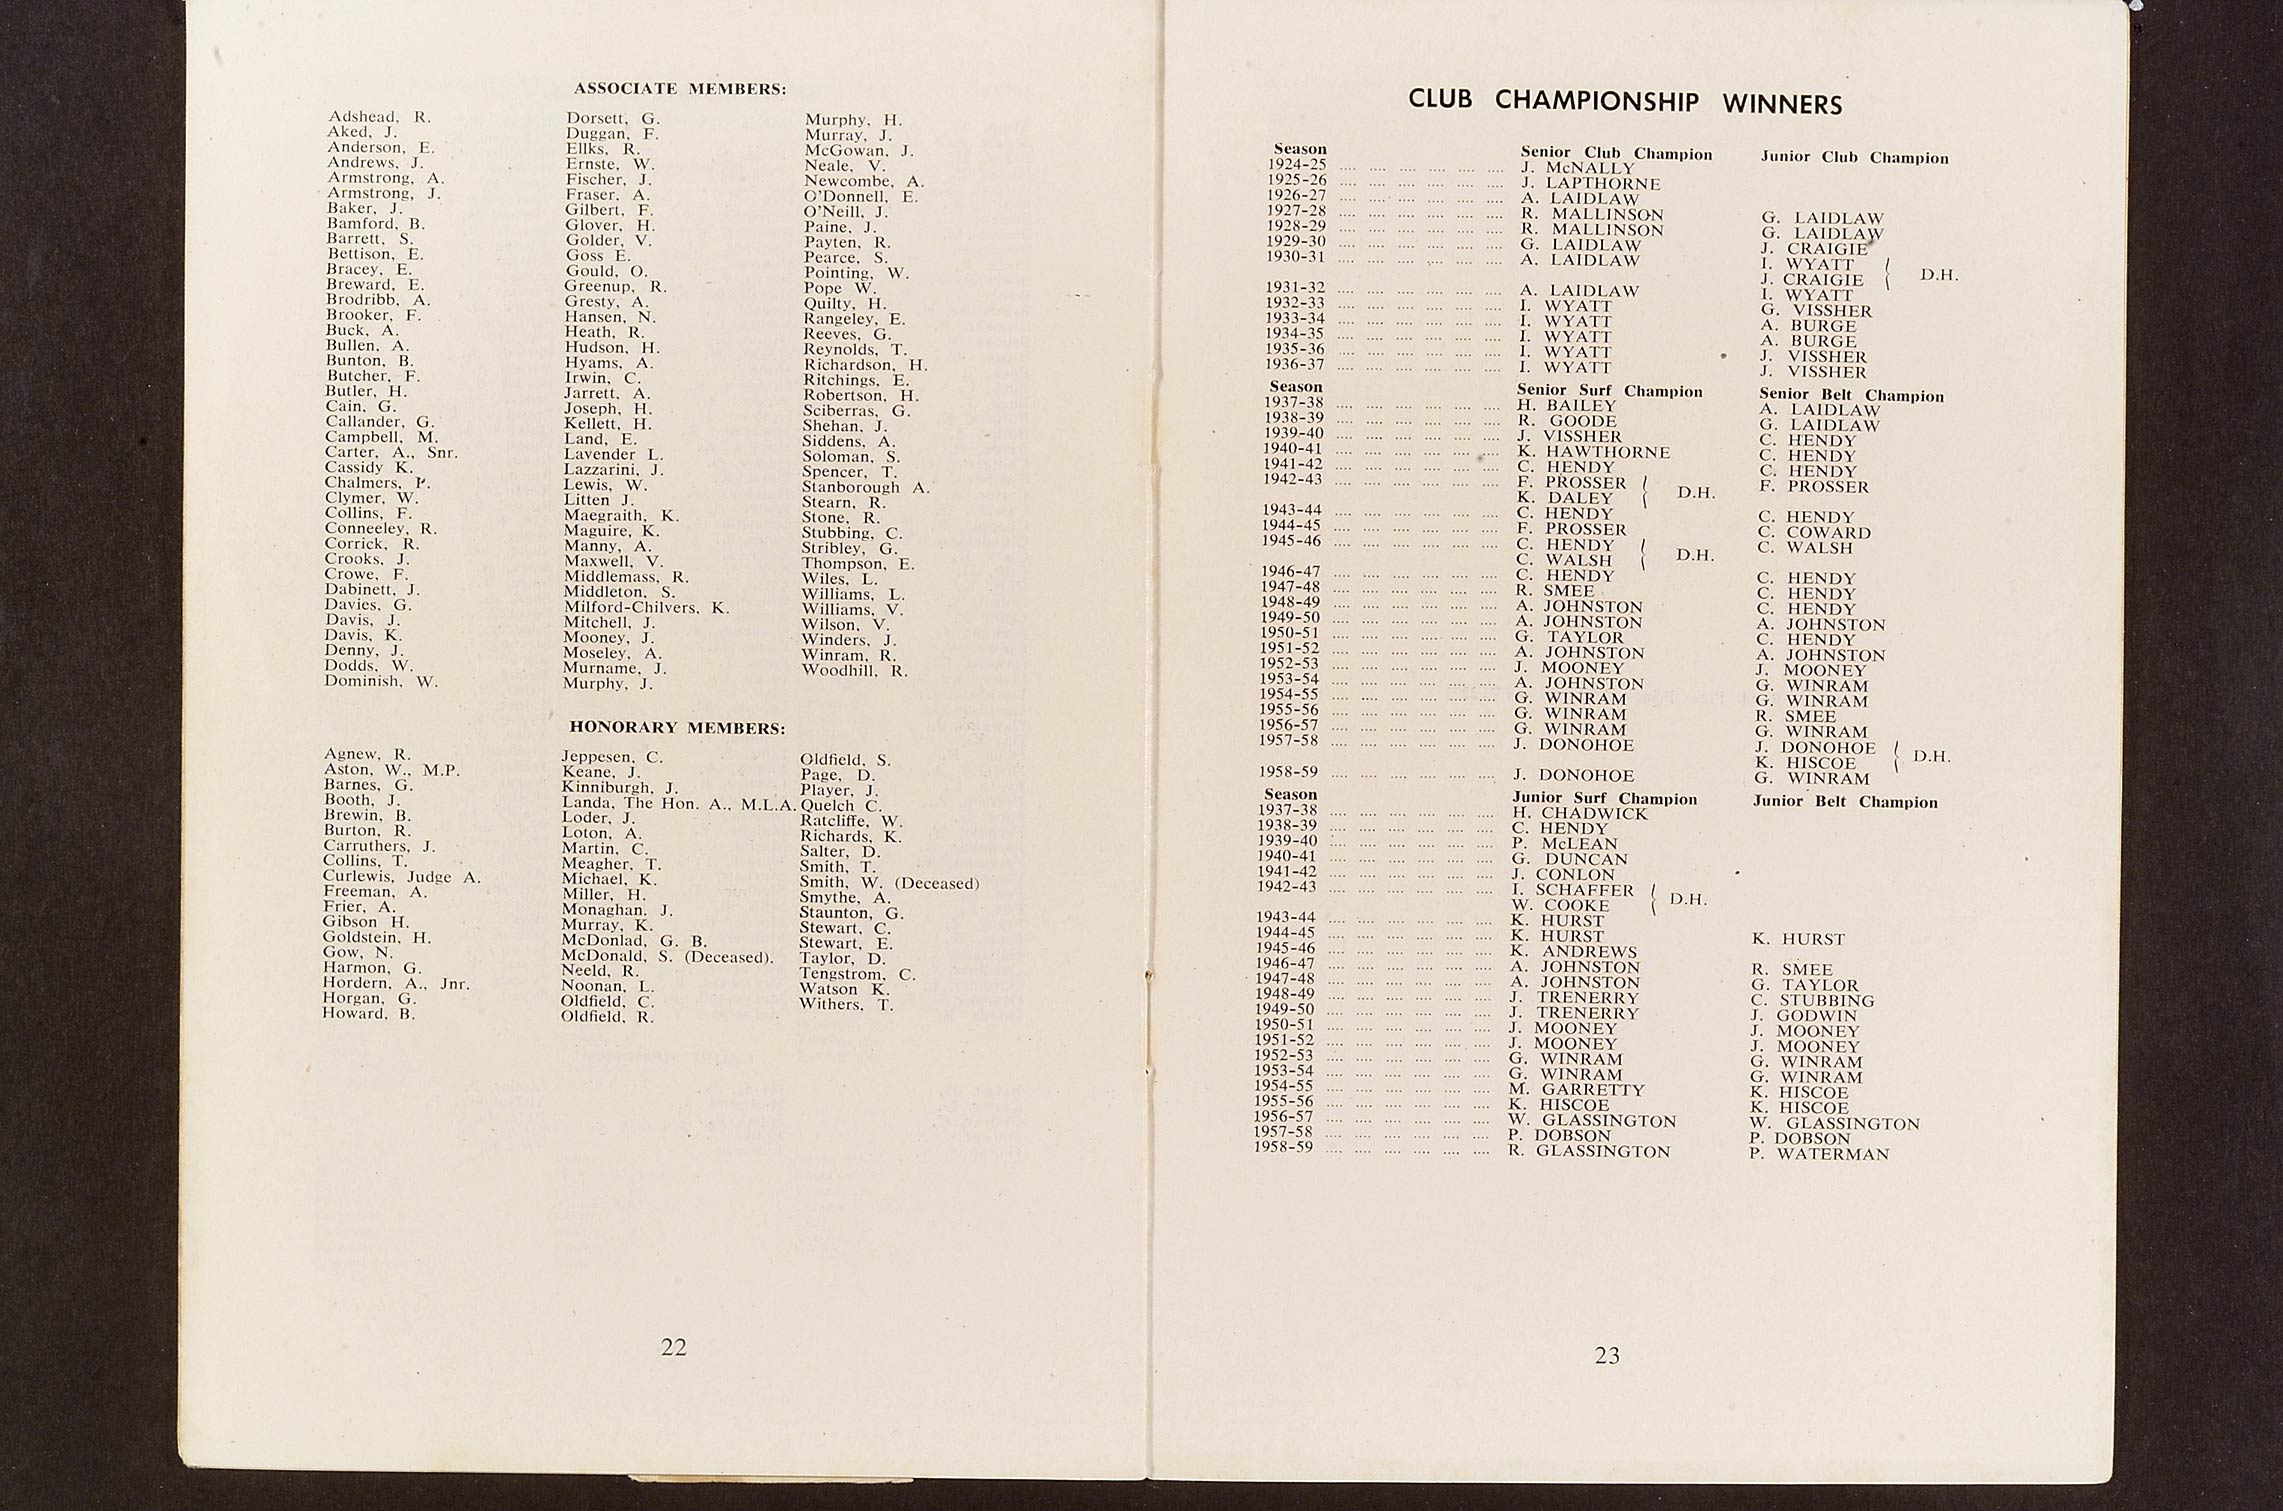 ASSOCIATE MEMBERS:
Adshead, R.
Aked, J.
Anderson, E.
Andrews, J.
Armstrong, A.
Armstrong, J.
Baker, J.
Bamford, B.
Barrett, S.
Bettison, E.
Bracey, E.
Breward, E.
Brodribb, A.
Brooker, F.
Buck, A.
Bullen, A.
Bunton, B.
Butcher, F.
Butler, H.
Cain, G.
Callander, G.
Campbell, M.
Carter, A., Snr.
Cassidy K.
Chalmers, P.
Clymer, W.
Collins, F.
Conneeley, R.
Corrick, R.
Crooks, J.
Crowe, F.
Dabinett, J.
Davies, G.
Davis, J.
Davis, K.
Denny, J.
Dodds, W.
Dominish, W.
Dorsett, G.
Duggan, F.
Ellks, R.
Ernste, W.
Fischer, J.
Fraser, A.
Gilbert, F.
Glover, H.
Golder, V.
Goss E.
Gould, O.
Greenup, R.
Gresty, A.
Hansen, N.
Heath, R.
Hudson, H.
Hyams, A.
Irwin, C.
Jarrett, A.
Joseph, H.
Kellett, H.
Land, E.
Lavender L.
Lazzarini, J.
Lewis, W.
Litten J.
Maegraith, K.
Maguire, K.
Manny, A.
Maxwell, V.
Middlemass, R.
Middleton, S.
Milford-Chilvers, K.
Mitchell, J.
Mooney, J.
Moseley, A.
Murname, J.
Murphy, J.
Murphy, H.
Murray, J.
McGowan, J.
Neale, V.
Newcombe, A.
O'Donnell, E.
O'Neill, J.
Paine, J.
Payten, R.
Pearce, S.
Pointing, W.
Pope W.
Quilty, H.
Rangeley, E.
Reeves, G.
Reynolds, T.
Richardson, H.
Ritchings, E.
Robertson, H.
Sciberras, G.
Shehan, J.
Siddens, A.
Soloman, S.
Spencer, T.
Stanborough A.
Stearn, R.
Stone, R.
Stubbing, C.
Stribley, G.
Thompson, E.
Wiles, L.
Williams, L.
Williams, V.
Wilson, V.
Winders, J.
Winram, R.
Woodhill, R.
HONORARY MEMBERS:
Agnew, R.
Aston, W., M.P.
Barnes, G.
Booth, J.
Brewin, B.
Burton, R.
Carruthers, J.
Collins, T.
Curlewis, Judge A.
Freeman, A.
Frier, A.
Gibson H.
Goldstein, H.
Gow, N.
Harmon, G.
Hordern, A., Jnr.
Horgan, G.
Howard, B.
Jeppesen, C.
Keane, J.
Kinniburgh, J.
Landa, The Hon. A., M.L.A.
Loder, J.
Loton, A.
Martin, C.
Meagher, T.
Michael, K.
Miller, H.
Monaghan, J.
Murray, K.
McDonlad, G. B.
McDonald, S. (Deceased).
Neeld, R.
Noonan, L.
Oldfield, C.
Oldfield, R.
Oldfield, S.
Page, D.
Player, J.
Quelch C.
Ratcliffe, W.
Richards, K.
Salter, D.
Smith, T.
Smith, W. (Deceased)
Smythe, A.
Staunton, G.
Stewart, C.
Stewart, E.
Taylor, D.
Tengstrom, C.
Watson K.
Withers, T.
22
CLUB CHAMPIONSHIP WINNERS
Season Senior Club Champion Junior Club Champion
1924-25 J. McNALLY
1925-26 J. LAPTHORNE
1926-27 A. LAIDLAW
1927-28 R. MALLINSON G. LAIDLAW
1928-29 R. MALLINSON G. LAIDLAW
1929-30 G. LAIDLAW J. CRAIGIE
1930-31 A. LAIDLAW I. WYATT
J. CRAIGIE D.H.
1931-32 A. LAIDLAW I. WYATT
1932-33 I. WYATT G. VISSHER
1933-34 I. WYATT A. BURGE
1934-35 I. WYATT A. BURGE
1935-36 I. WYATT J. VISSHER
1936-37 I. WYATT J. VISSHER
Season Senior Surf Champion Senior Belt Champion
1937-38 H. BAILEY A. LAIDLAW
1938-39 R. GOODE G. LAIDLAW
1939-40 J. VISSHER C. HENDY
1940-41 K. HAWTHORNE C. HENDY
1941-42 C. HENDY C. HENDY
1942-43 F. PROSSER F. PROSSER
K. DALEY D.H.
1943-44 C. HENDY C. HENDY
1944-45 F. PROSSER C. COWARD
1945-46 C. HENDY C. WALSH
C. WALSH D.H.
1946-47 C. HENDY C. HENDY
1947-48 R. SMEE C. HENDY
1948-49 A. JOHNSTON C. HENDY
1949-50 A. JOHNSTON A. JOHNSTON
1950-51 G. TAYLOR C. HENDY
1951-52 A. JOHNSTON A. JOHNSTON
1952-53 J. MOONEY J. MOONEY
1953-54 A. JOHNSTON G. WINRAM
1954-55 G. WINRAM G. WINRAM
1955-56 G. WINRAM R. SMEE
1956-57 G. WINRAM G. WINRAM
1957-58 J. DONOHOE J. DONOHOE
K. HISCOE D.H.
1958-59 J. DONOHOE G. WINRAM
Season Junior Surf Champion Junior Belt Champion
1937-38 H. CHADWICK
1938-39 C. HENDY
1939-40 P. McLEAN
1940-41 G. DUNCAN
1941-42 J. CONLON
1942-43 I. SCHAFFER
W. COOKE D.H.
1943-44 K. HURST
1944-45 K. HURST K. HURST
1945-46 K. ANDREWS
1946-47 A. JOHNSTON R. SMEE
1947-48 A. JOHNSTON G. TAYLOR
1948-49 J. TRENERRY C. STUBBING
1949-50 J. TRENERRY J. GODWIN
1950-51 J. MOONEY J. MOONEY
1951-52 J. MOONEY J. MOONEY
1952-53 G. WINRAM G. WINRAM
1953-54 G. WINRAM G. WINRAM
1954-55 M. GARRETTY K. HISCOE
1955-56 K. HISCOE K. HISCOE
1956-57 W. GLASSINGTON W. GLASSINGTON
1957-58 P. DOBSON P. DOBSON
1958-59 R. GLASSINGTON P. WATERMAN
23